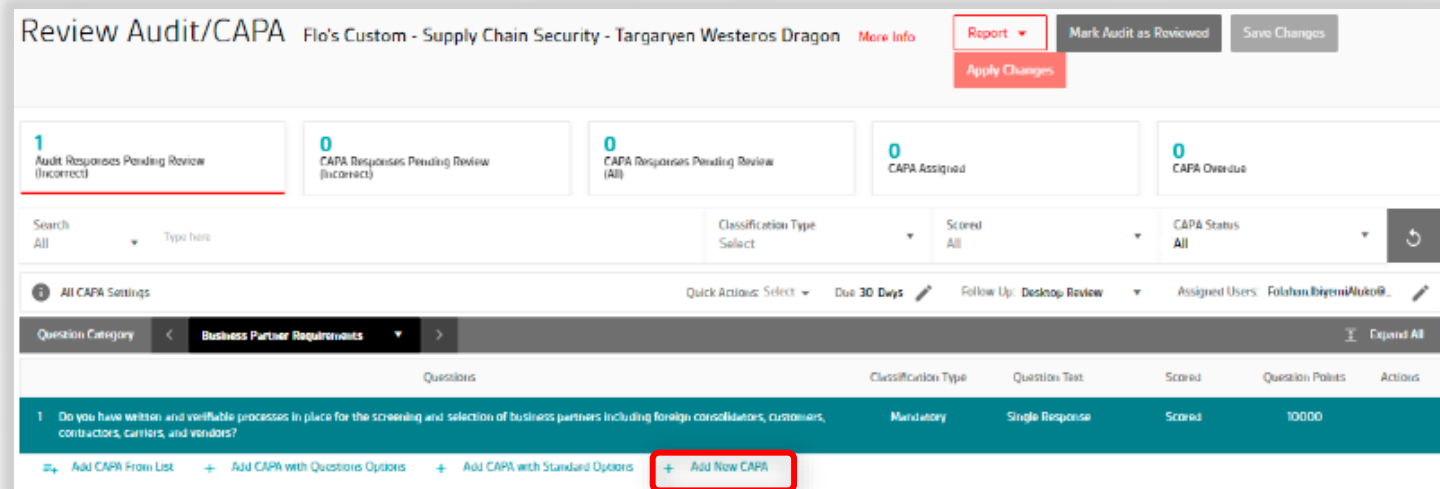 Review Audit/CAPA Flo's Custom - Supply Chain Security - Targaryen Westeros Dragon More Info Report Mark Audit as Reviewed Save Changes
Apply Changes
1
Audit Responses Pending Review
(Incorrect)
0
CAPA Responses Pending Review
(Incorrect)
0
CAPA Responses Pending Review
(All)
0
CAPA Assigned
0
CAPA Overdue
Search
All Type here
Classification Type
Select
Scored
All
CAPA Status
All
All CAPA Settings Quick Actions: Select Due 30 Days Follow Up: Desktop Review Assigned Users: FolahanIbiyemiAluko@_
Question Category < Business Partner Requirements > Expand All
Questions Classification Type Question Text Scored Question Points Actions
1 Do you have written and verifiable processes in place for the screening and selection of business partners including foreign consolidators, customers, Mandatory Single Response Scored 10000
contractors, carriers, and vendors?
Add CAPA From List + Add CAPA with Questions Options + Add CAPA with Standard Options + Add New CAPA